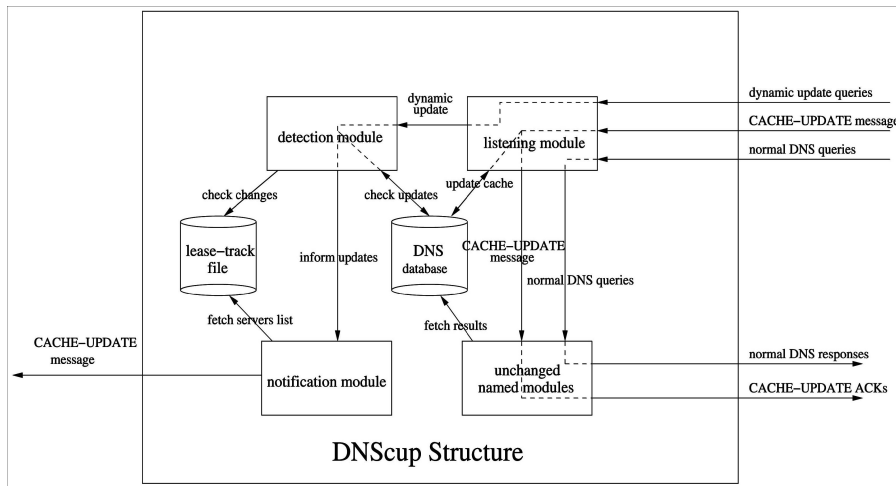 dynamic
update
dynamic update queries
CACHE−UPDATE message
detection module
listening module
normal DNS queries
check changes
check updates
update cache
lease−track
file
DNS
database
inform updates
CACHE−UPDATE
message
normal DNS queries
fetch servers list
fetch results
CACHE−UPDATE
message
notification module
unchanged
named modules
normal DNS responses
CACHE−UPDATE ACKs
DNScup Structure